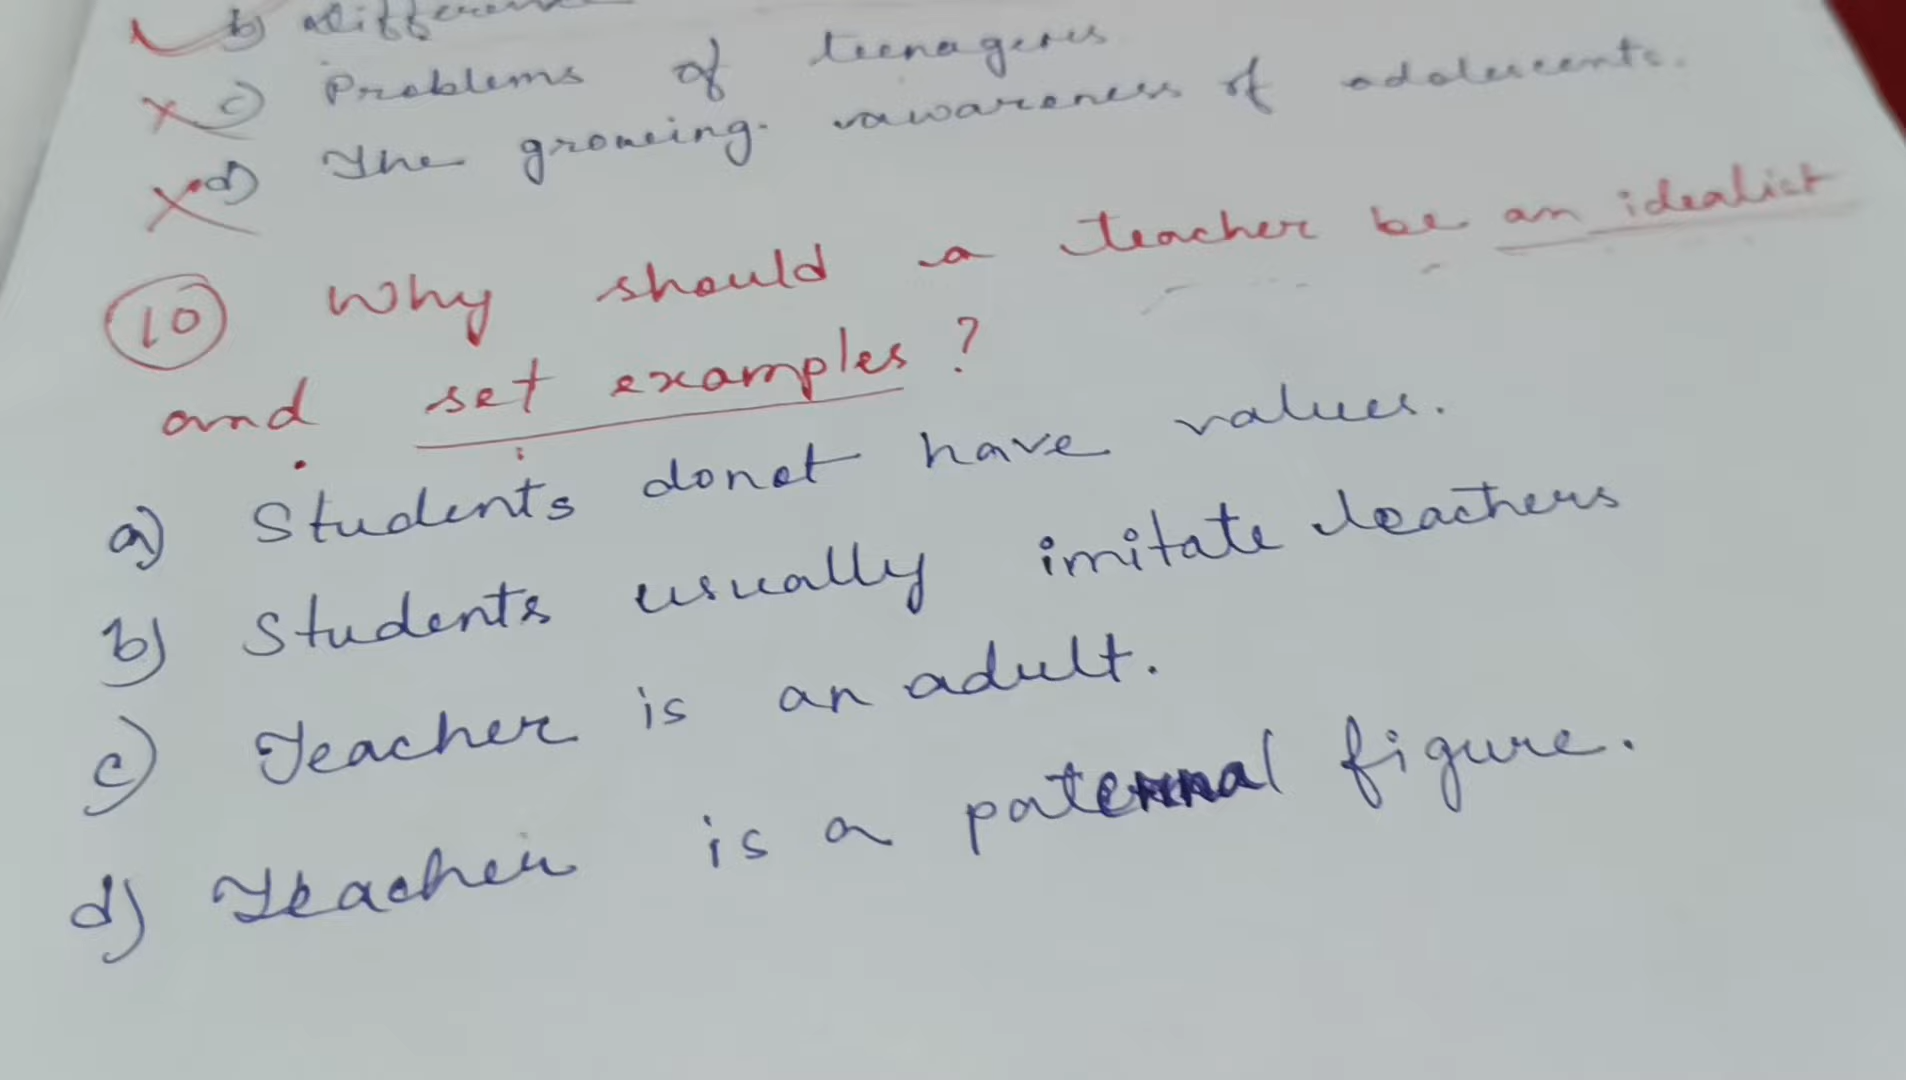 b)
c) Problems of teenagers
d) The growing awareness of adolescents.
10 Why should a teacher be an idealist
and set examples?
a) Students donot have values.
b) Students usually imitate teachers
c) Teacher is an adult.
d) Teacher is a paternal figure.